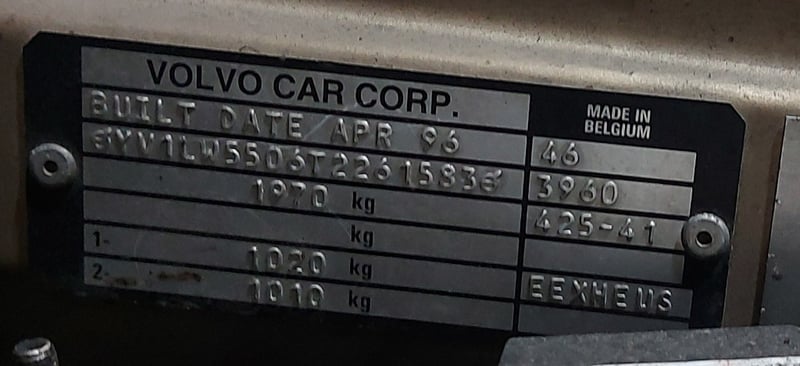 VOLVO CAR CORP.
MADE IN
BELGIUM
BUILT DATE APR 96
46
YV1LW5506T2261583
3960
1970 kg
425-41
kg
1- 1020 kg
2- 1010 kg
EEXHEUS